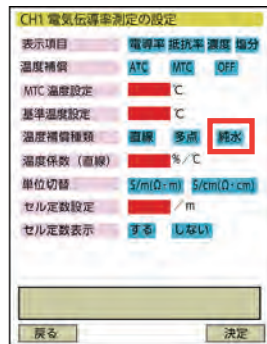 CH1 電気伝導率測定の設定
表示項目 電導率 抵抗率 濃度 塩分
温度補償 ATC MTC OFF
MTC 温度設定 ℃
基準温度設定 ℃
温度補償種類 直線 多点 純水
温度係数（直線） %／℃
単位切替 S/m(Ω・m) S/cm(Ω・cm)
セル定数設定 ／m
セル定数表示 する しない
戻る 決定